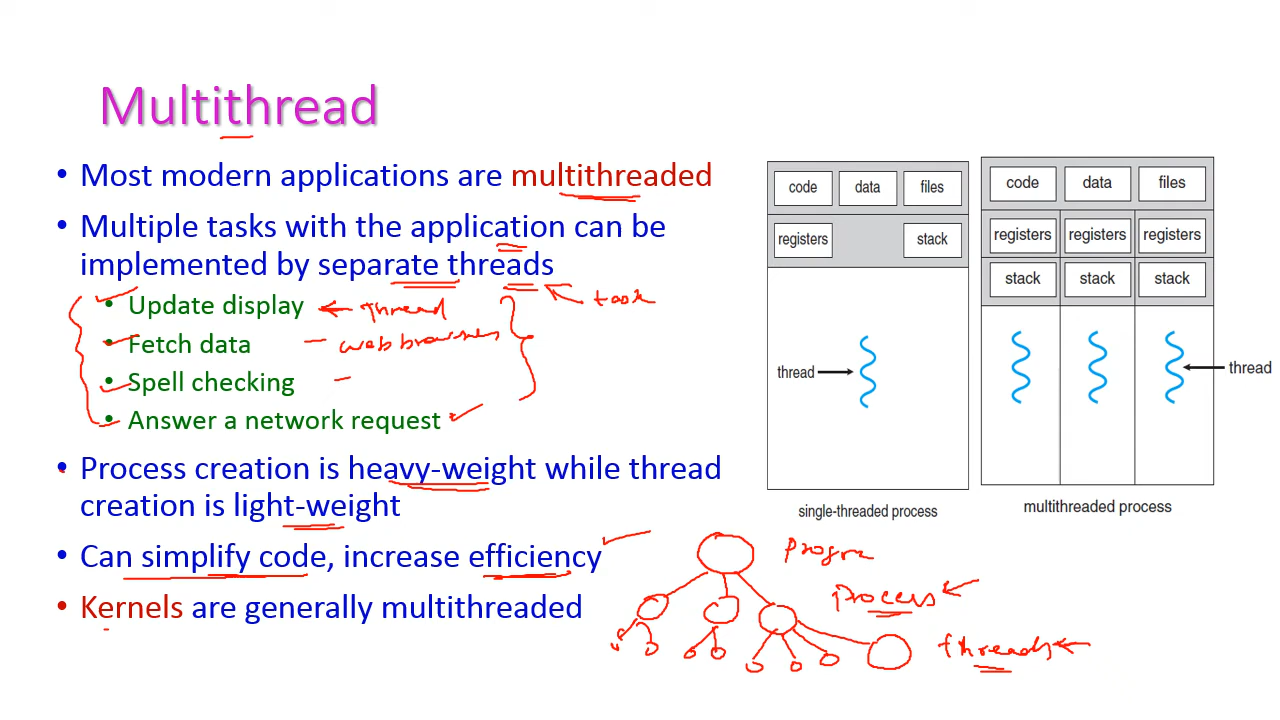 Multithread
• Most modern applications are multithreaded
• Multiple tasks with the application can be
implemented by separate threads
• Update display
thread
task
• Fetch data
web browsers
• Spell checking
• Answer a network request
• Process creation is heavy-weight while thread
creation is light-weight
• Can simplify code, increase efficiency
• Kernels are generally multithreaded
code data files
registers stack
thread
single-threaded process
code data files
registers registers registers
stack stack stack
thread
multithreaded process
Process
threads